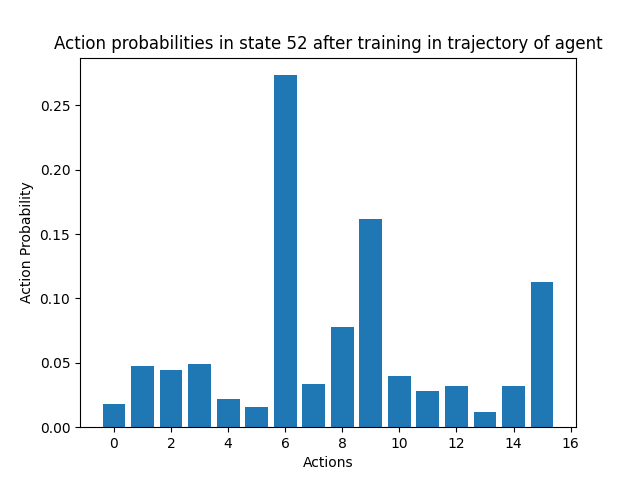 Action probabilities in state 52 after training in trajectory of agent
Action Probability
0.25
0.20
0.15
0.10
0.05
0.00
0 2 4 6 8 10 12 14 16
Actions